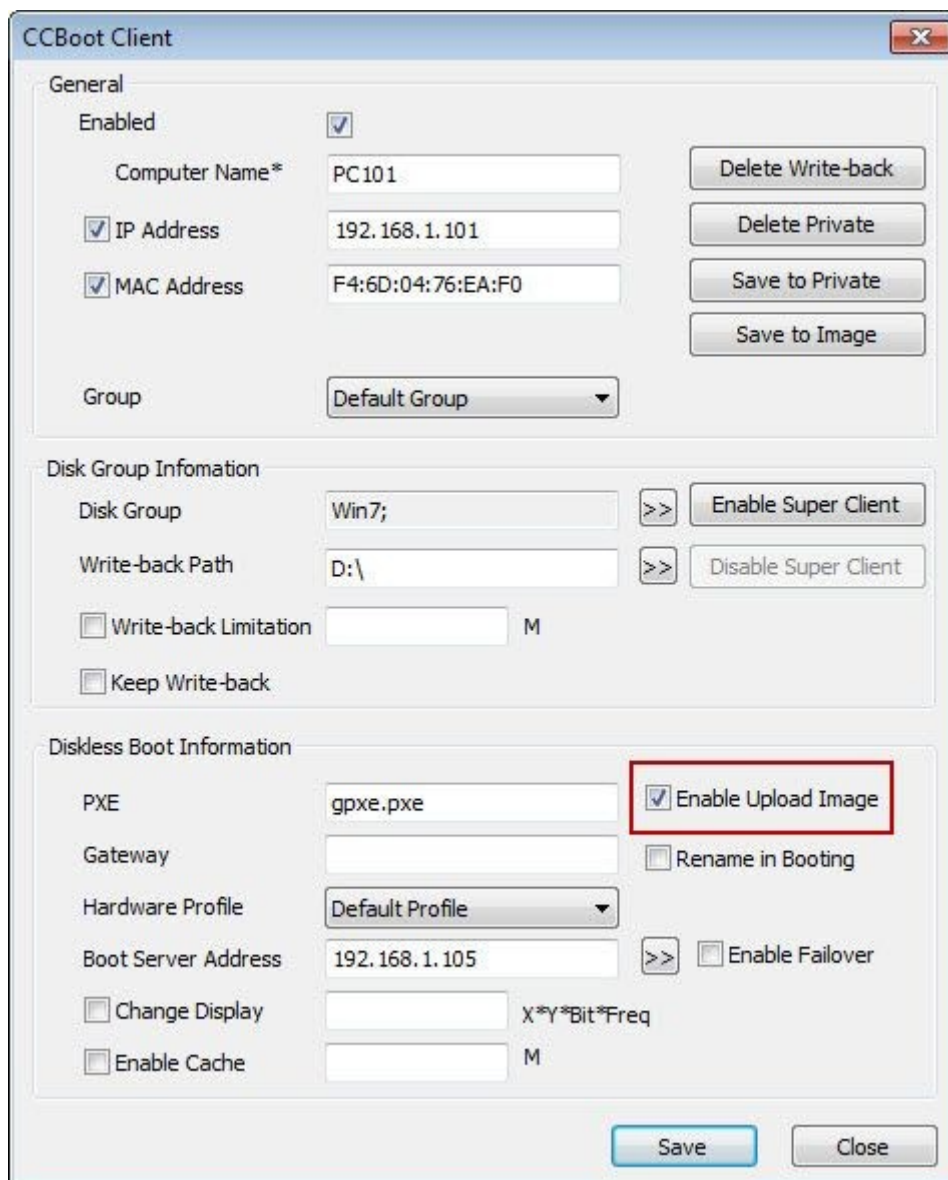 CCBoot Client
General
Enabled
Computer Name* PC101 Delete Write-back
IP Address 192.168.1.101 Delete Private
MAC Address F4:6D:04:76:EA:F0 Save to Private
Save to Image
Group Default Group
Disk Group Infomation
Disk Group Win7; >> Enable Super Client
Write-back Path D:\ >> Disable Super Client
Write-back Limitation M
Keep Write-back
Diskless Boot Information
PXE gpxe.pxe Enable Upload Image
Gateway Rename in Booting
Hardware Profile Default Profile
Boot Server Address 192.168.1.105 >> Enable Failover
Change Display X*Y*Bit*Freq
Enable Cache M
Save Close